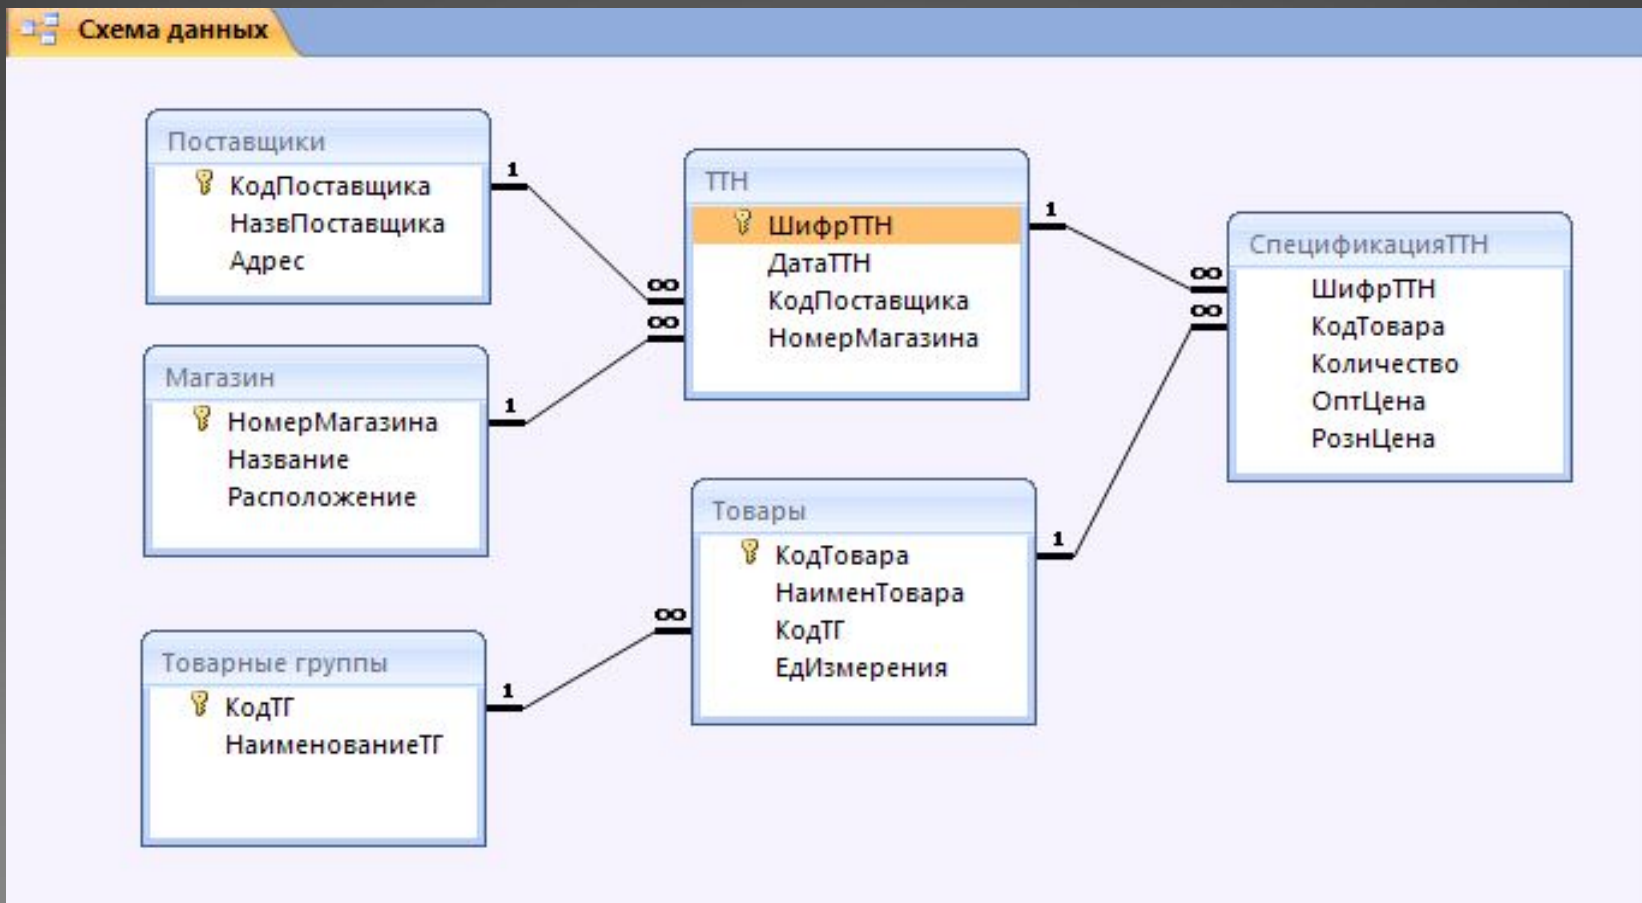 Схема данных
Поставщики
КодПоставщика
НазвПоставщика
Адрес
1
∞
Магазин
НомерМагазина
Название
Расположение
1
∞
Товарные группы
КодТГ
НаименованиеТГ
1
∞
ТТН
ШифрТТН
ДатаТТН
КодПоставщика
НомерМагазина
1
∞
Товары
КодТовара
НаименТовара
КодТГ
ЕдИзмерения
1
∞
СпецификацияТТН
ШифрТТН
КодТовара
Количество
ОптЦена
РознЦена